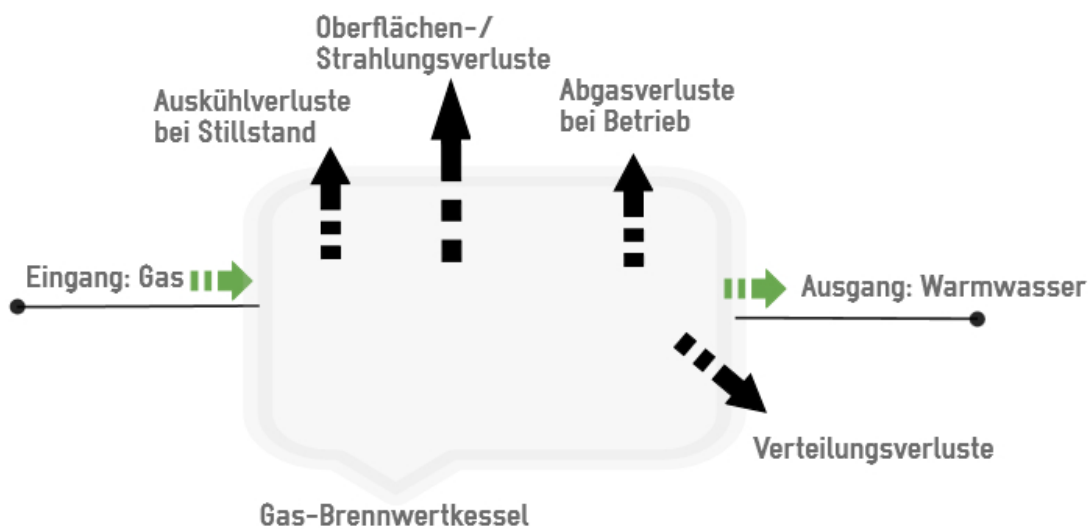 Oberflächen-/
Strahlungsverluste
Auskühlverluste
bei Stillstand
Abgasverluste
bei Betrieb
Eingang: Gas
Ausgang: Warmwasser
Verteilungsverluste
Gas-Brennwertkessel